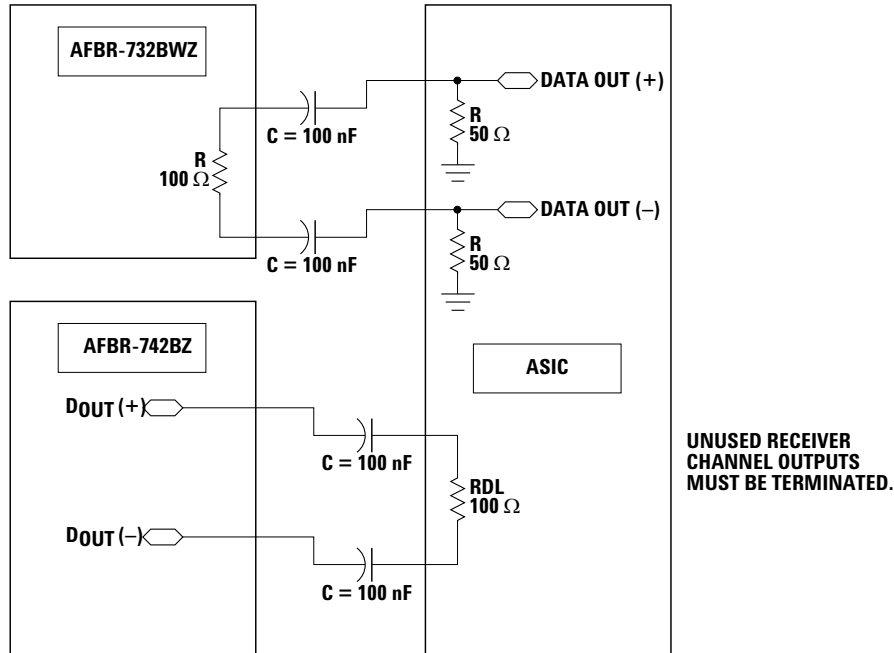 AFBR-732BWZ
DATA OUT (+)
C = 100 nF
R
50 Ω
R
100 Ω
DATA OUT (–)
C = 100 nF
R
50 Ω
AFBR-742BZ
ASIC
DOUT (+)
C = 100 nF
RDL
100 Ω
UNUSED RECEIVER
CHANNEL OUTPUTS
MUST BE TERMINATED.
DOUT (–)
C = 100 nF